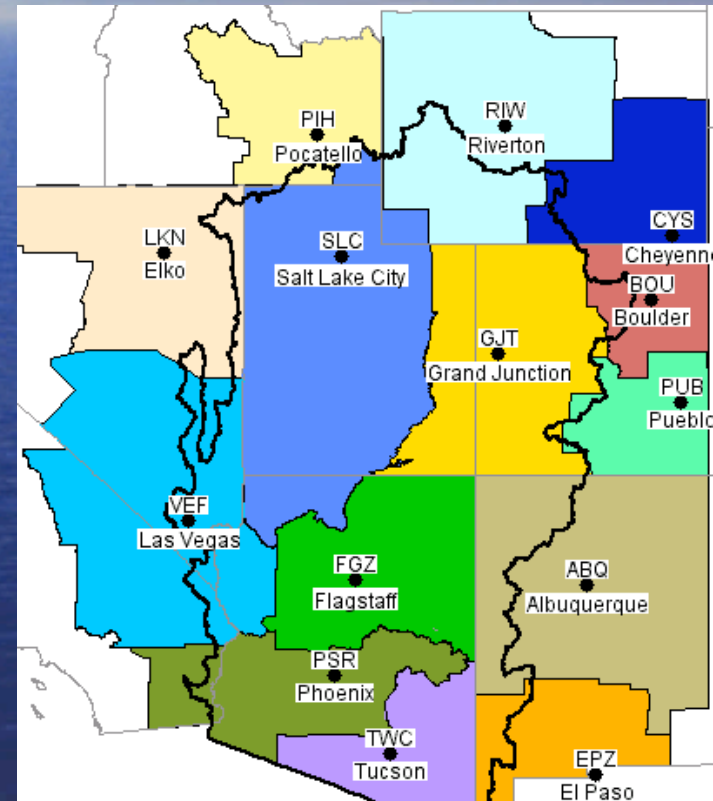 PIH
Pocatello
RIW
Riverton
LKN
Elko
SLC
Salt Lake City
CYS
Cheyenne
BOU
Boulder
GJT
Grand Junction
PUB
Pueblo
VEF
Las Vegas
FGZ
Flagstaff
ABQ
Albuquerque
PSR
Phoenix
TWC
Tucson
EPZ
El Paso